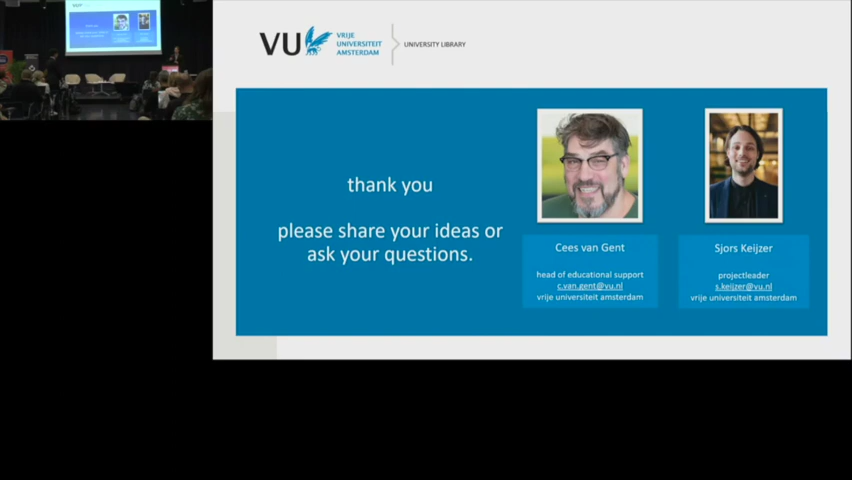 VU
VRIJE
UNIVERSITEIT
AMSTERDAM
UNIVERSITY LIBRARY
thank you
please share your ideas or
ask your questions.
Cees van Gent
head of educational support
c.van.gent@vu.nl
vrije universiteit amsterdam
Sjors Keijzer
projectleader
s.keijzer@vu.nl
vrije universiteit amsterdam